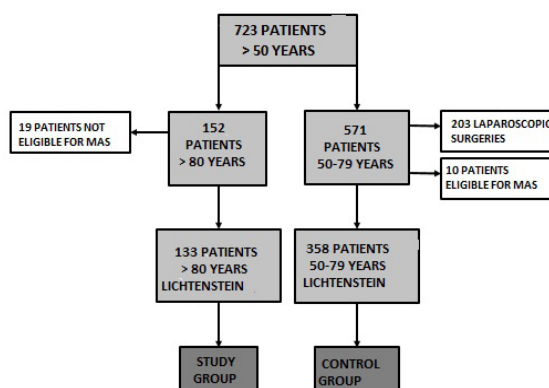 723 PATIENTS
> 50 YEARS
19 PATIENTS NOT
ELIGIBLE FOR MAS
152
PATIENTS
> 80 YEARS
571
PATIENTS
50-79 YEARS
203 LAPAROSCOPIC
SURGERIES
10 PATIENTS
ELIGIBLE FOR MAS
133 PATIENTS
> 80 YEARS
LICHTENSTEIN
358 PATIENTS
50-79 YEARS
LICHTENSTEIN
STUDY
GROUP
CONTROL
GROUP